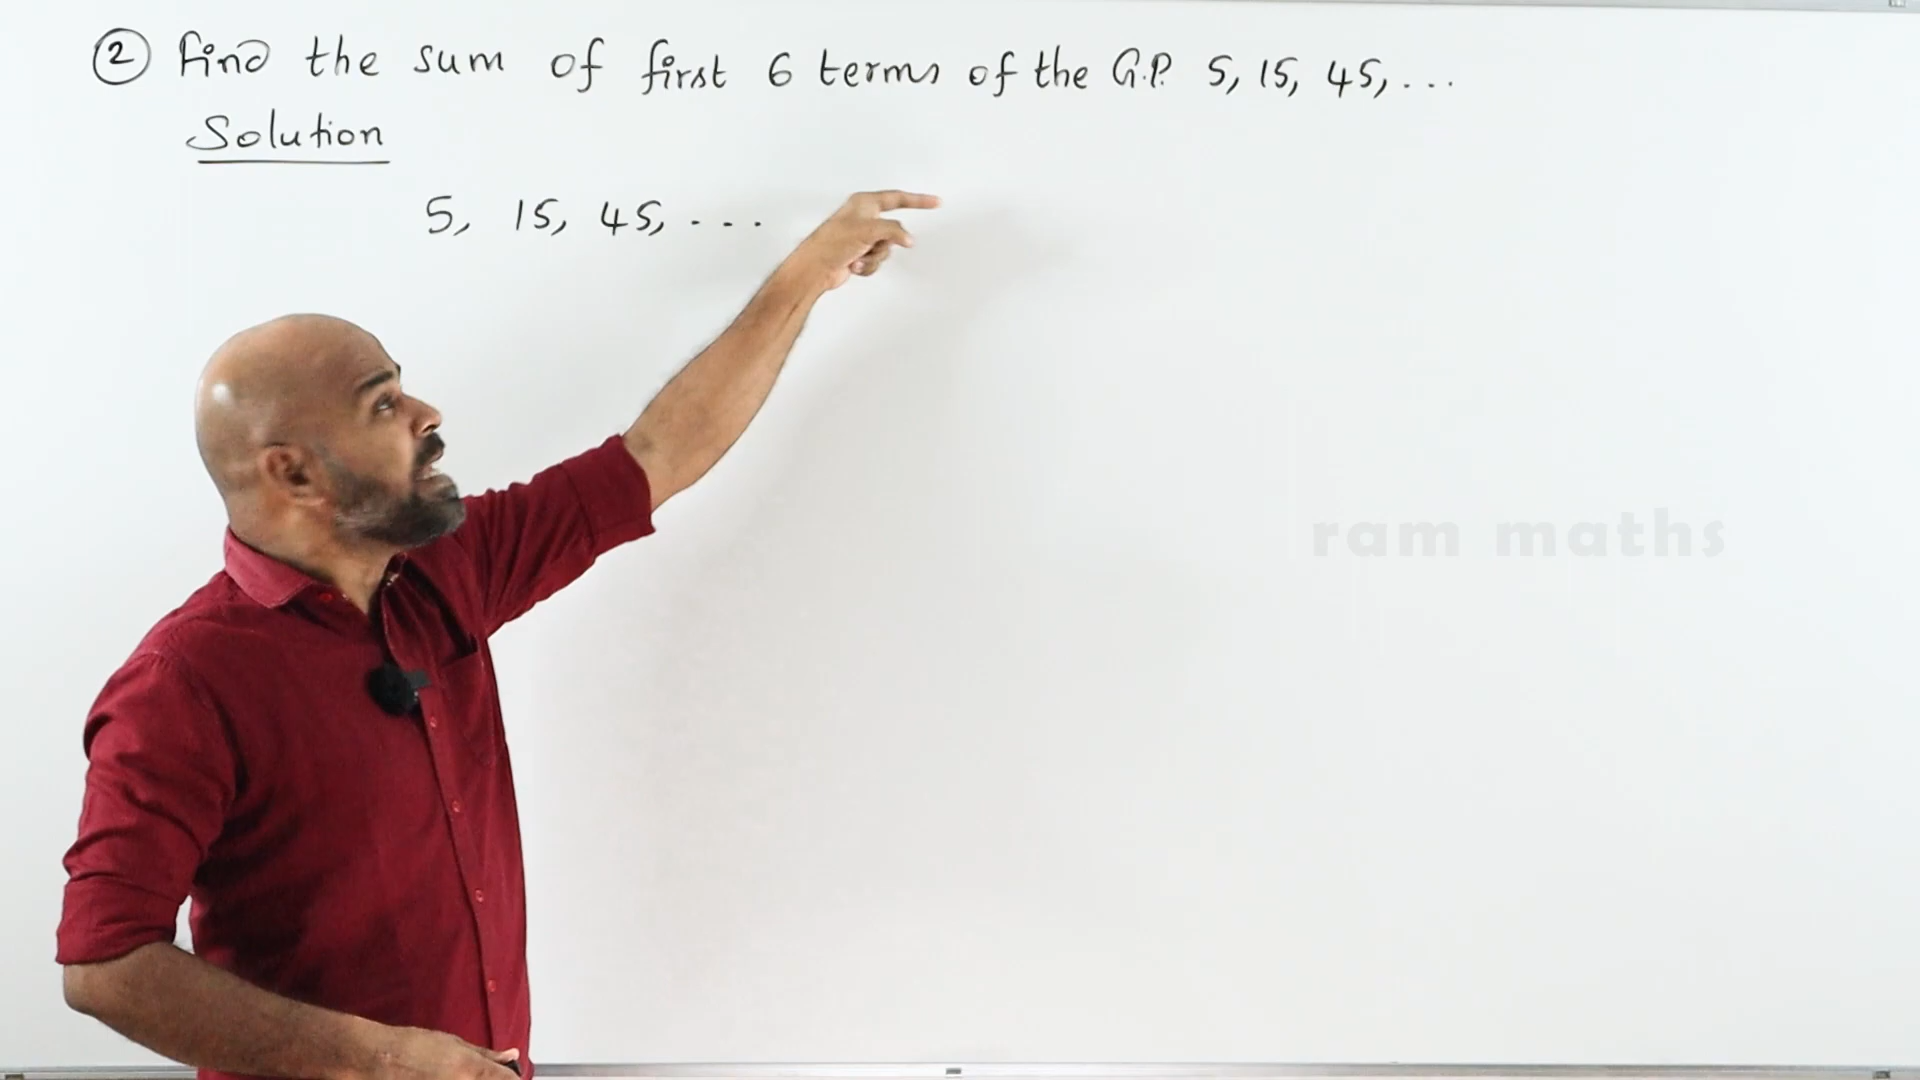 ② Find the sum of first 6 terms of the G.P. 5, 15, 45, ...
Solution
5, 15, 45, ...
ram maths